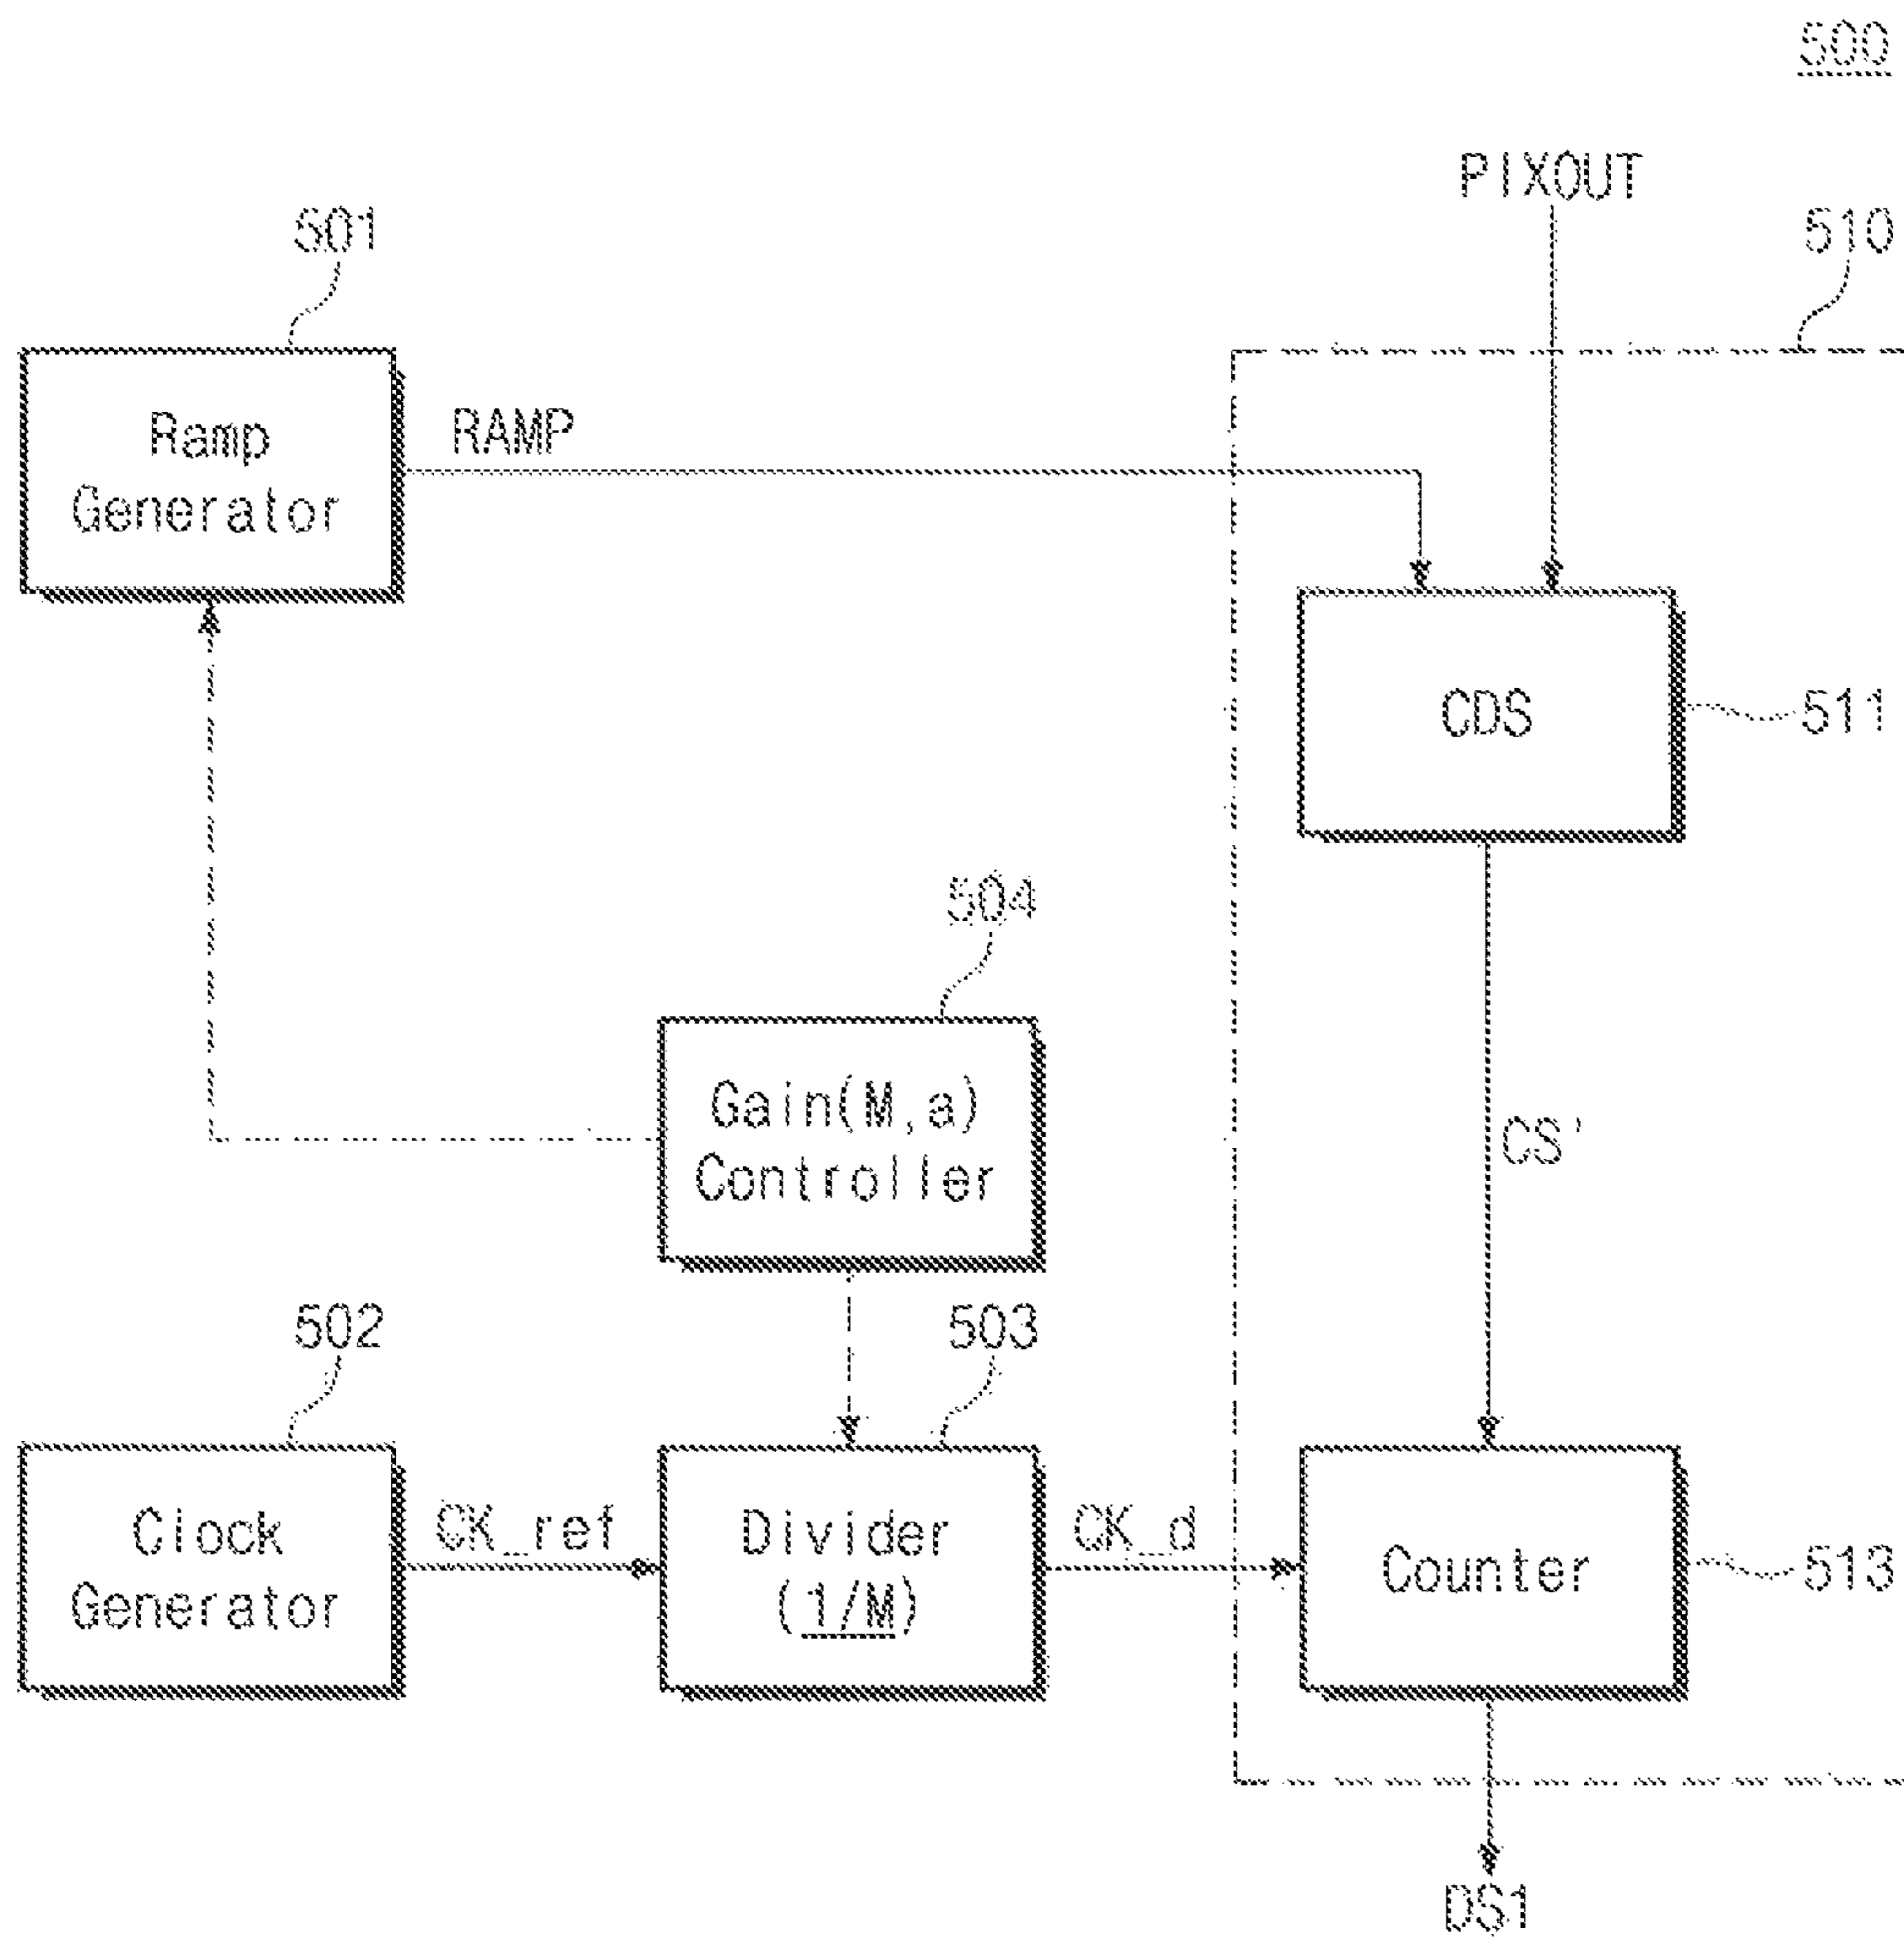 500
PIXOUT
501
510
Ramp
Generator
RAMP
CDS
511
504
Gain(M,a)
Controller
CS'
502
503
Clock
Generator
CK_ref
Divider
(1/M)
CK_d
Counter
513
DS1